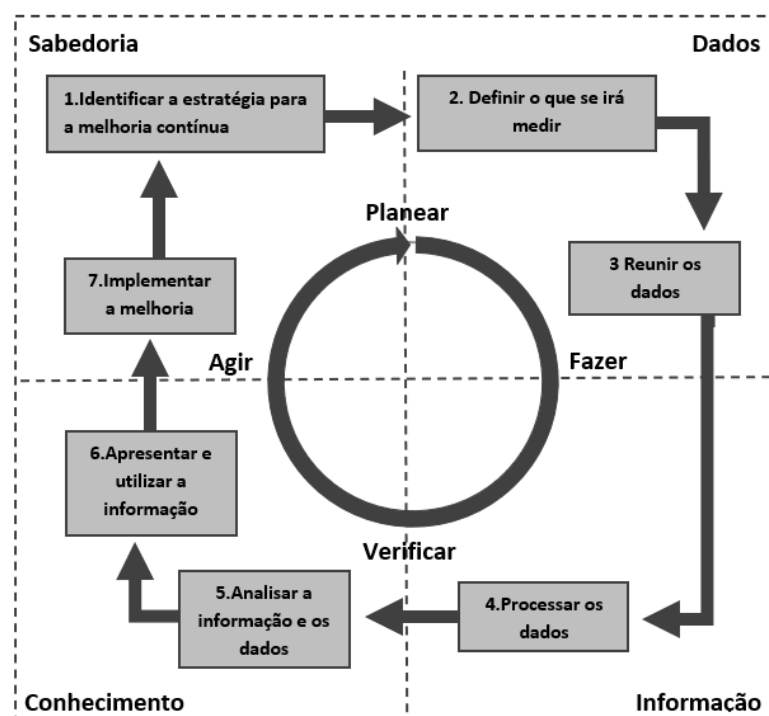 Sabedoria
Dados
1.Identificar a estratégia para
a melhoria contínua
2. Definir o que se irá
medir
Planear
3 Reunir os
dados
7.Implementar
a melhoria
Agir
Fazer
6.Apresentar e
utilizar a
informação
Verificar
5.Analisar a
informação e os
dados
4.Processar os
dados
Conhecimento
Informação